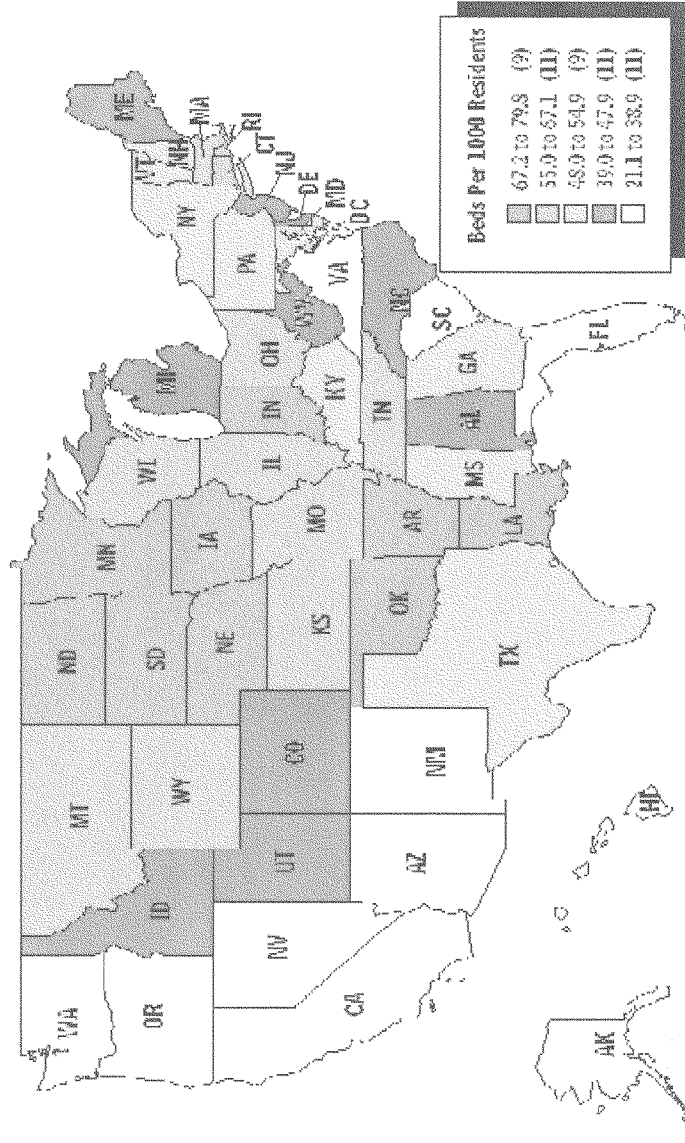 WA
MT
ND
MN
ME
OR
ID
SD
WI
MI
VT
NH
NY
MA
RI
CT
WY
IA
PA
NJ
NV
UT
CO
NE
IL
IN
OH
DE
MD
DC
WV
VA
CA
KS
MO
KY
AZ
NM
OK
AR
TN
NC
SC
TX
LA
MS
AL
GA
FL
AK
HI
Beds Per 1000 Residents
67.2 to 79.8 (9)
55.0 to 67.1 (11)
48.0 to 54.9 (9)
39.0 to 47.9 (11)
21.1 to 38.9 (11)